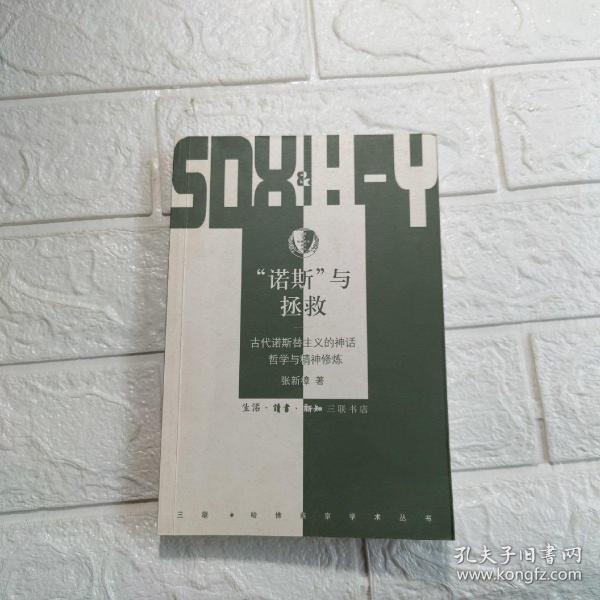 SDX&H-Y
“诺斯”与
拯救
古代诺斯替主义的神话
哲学与精神修炼
张新樟 著
生活·讀書·新知三联书店
三联·哈佛燕京学术丛书
孔夫子旧书网
www.kongfz.com